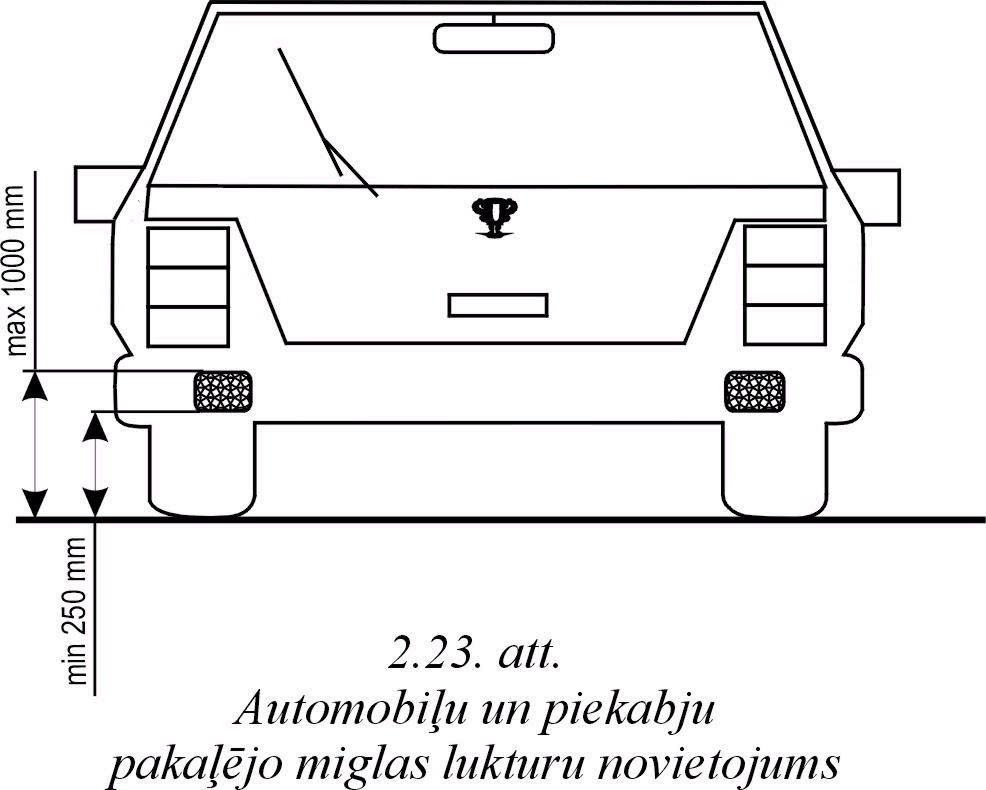 max 1000 mm
min 250 mm
2.23. att.
Automobiļu un piekabju
pakaļējo miglas lukturu novietojums